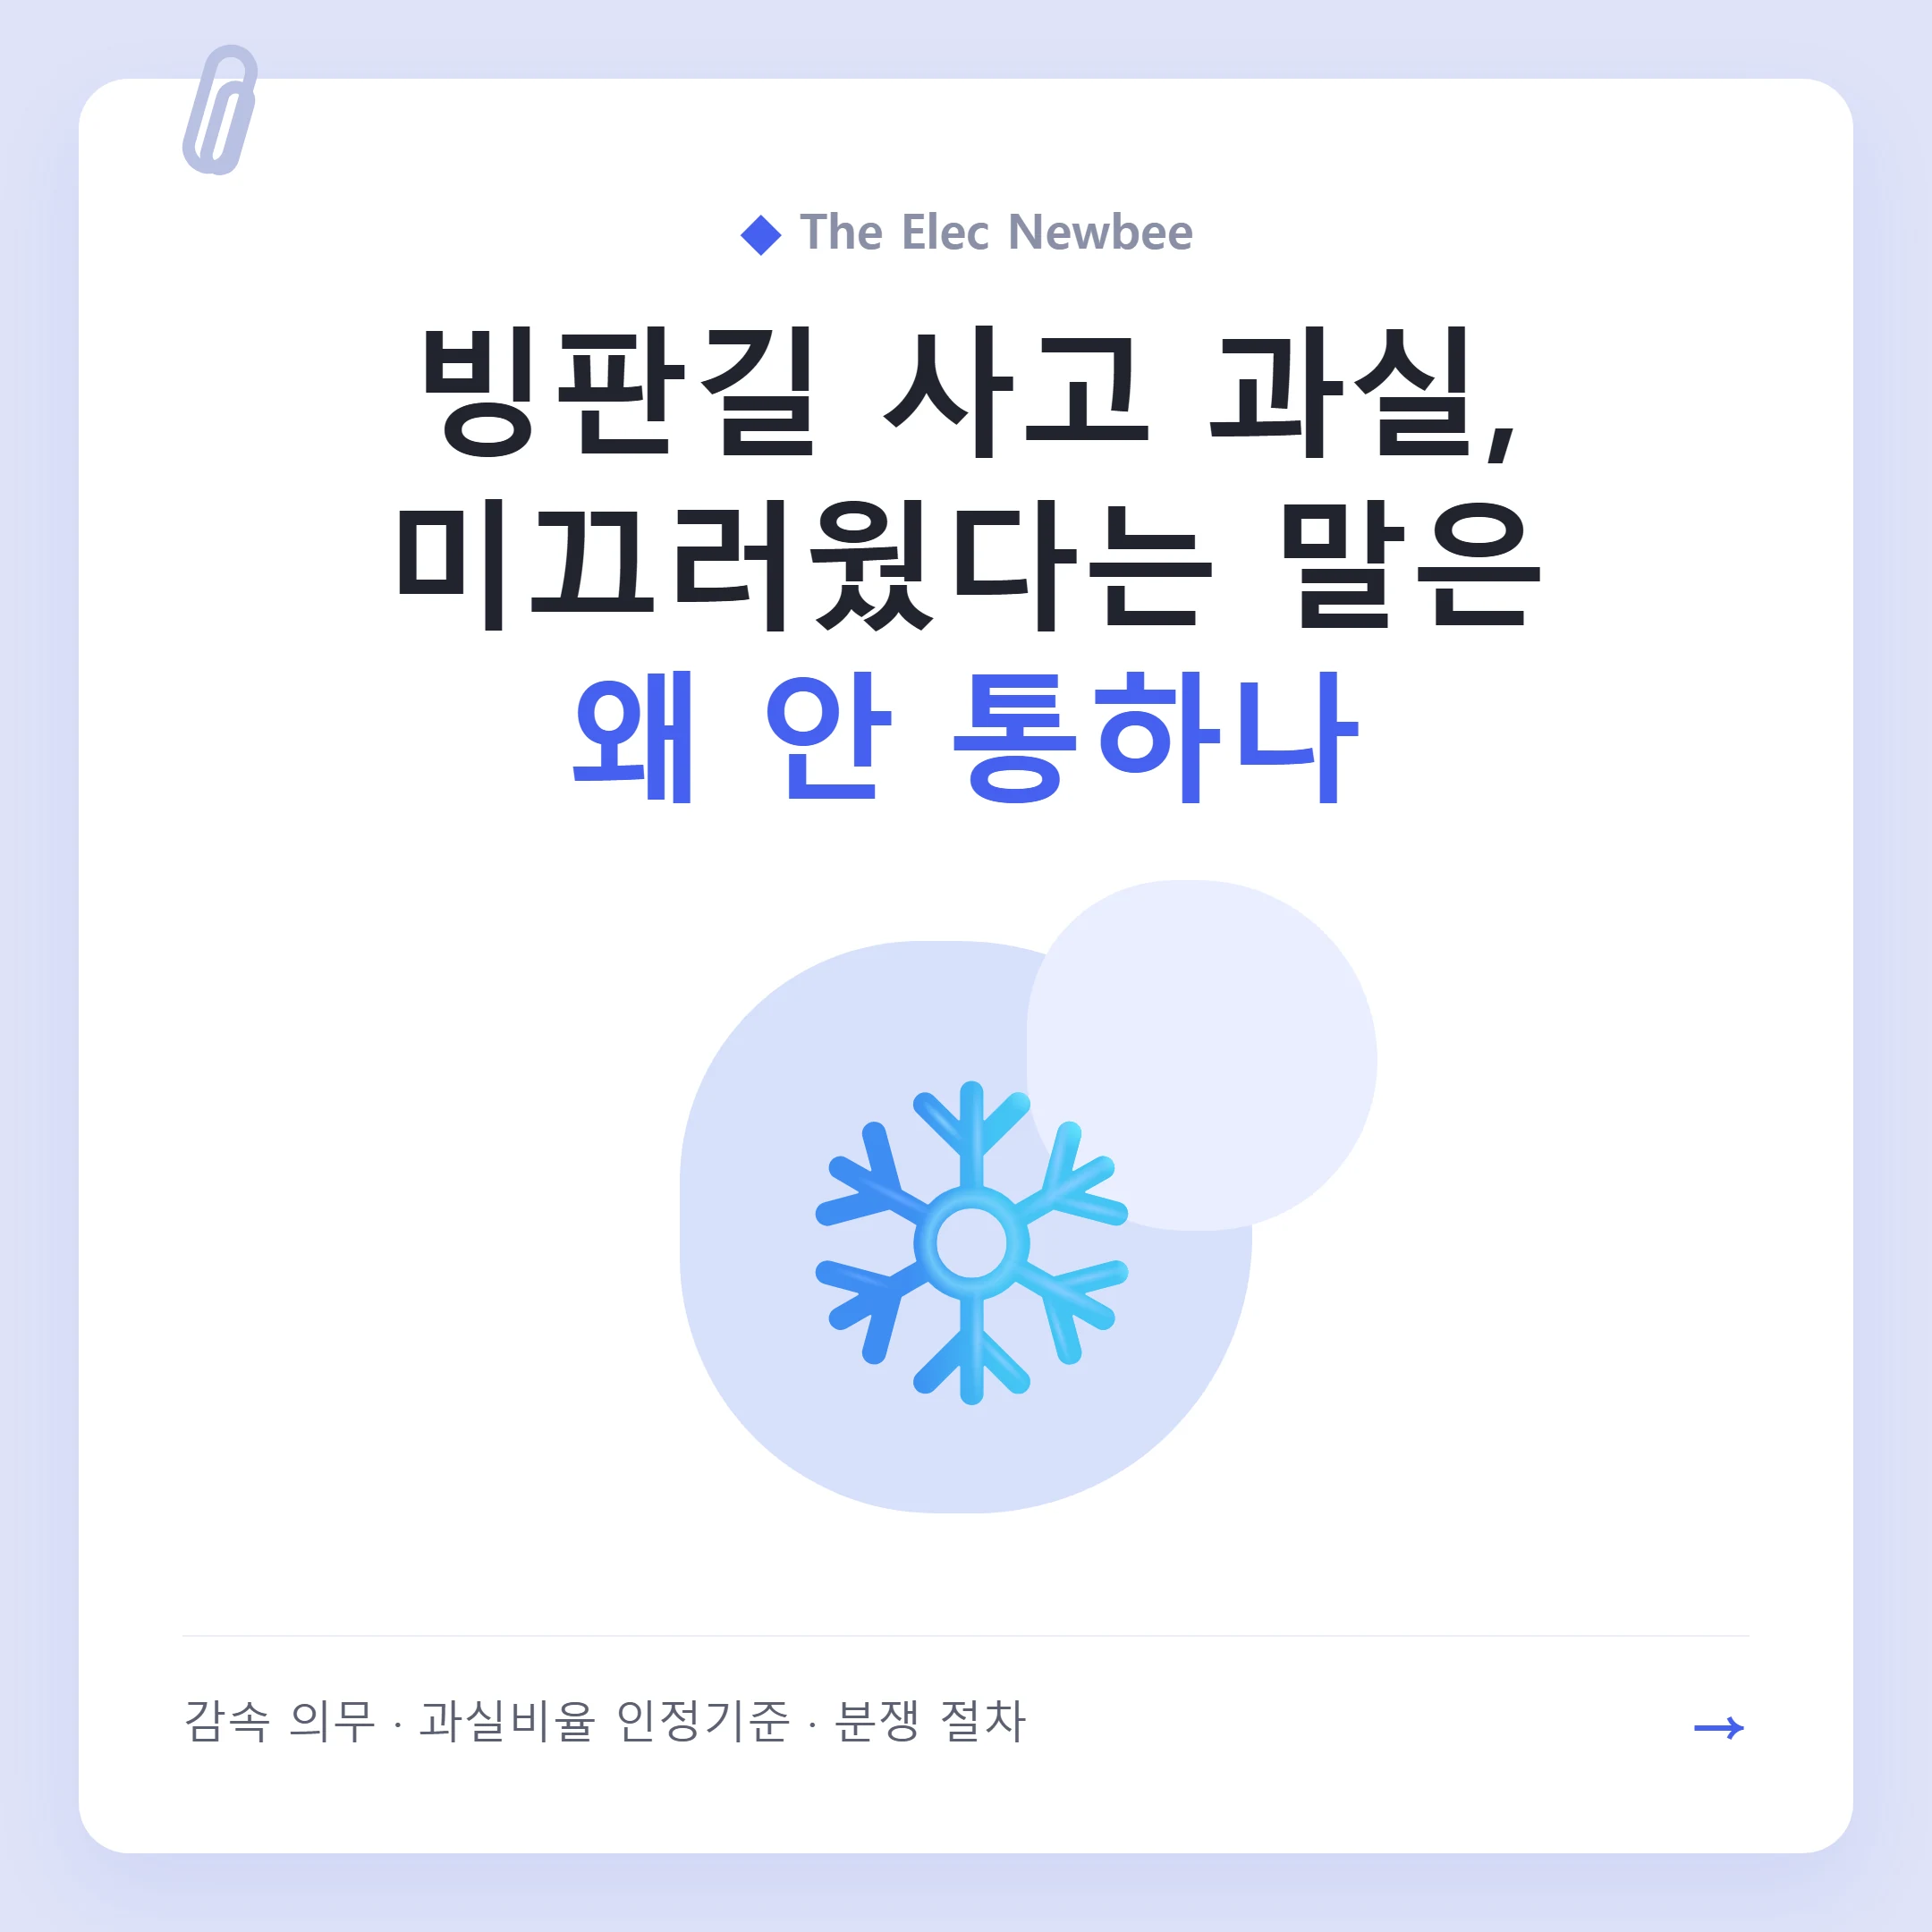 The Elec Newbee
빙판길 사고 과실,
미끄러웠다는 말은
왜 안 통하나
감속 의무 · 과실비율 인정기준 · 분쟁 절차 →